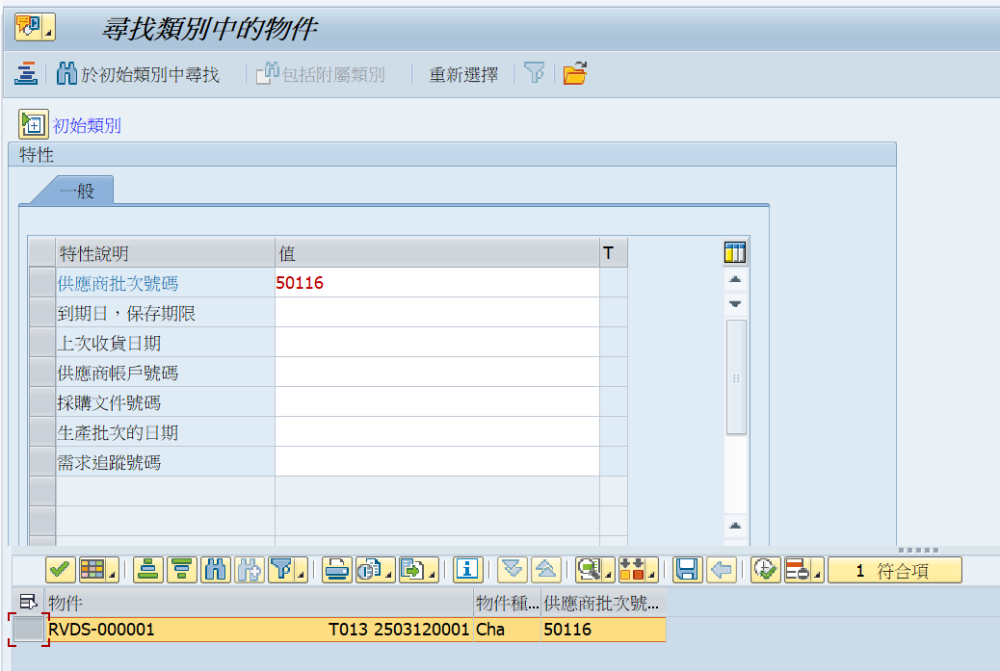 尋找類別中的物件
於初始類別中尋找 包括附屬類別 重新選擇
初始類別
特性
一般
特性說明 值 T
供應商批次號碼 50116
到期日，保存期限
上次收貨日期
供應商帳戶號碼
採購文件號碼
生產批次的日期
需求追蹤號碼
1 符合項
物件 物件種... 供應商批次號...
RVDS-000001 T013 2503120001 Cha 50116